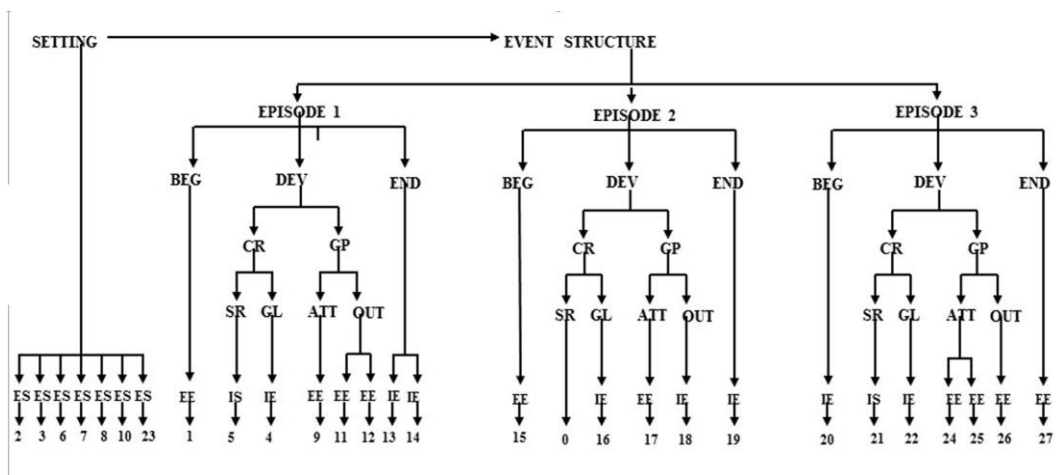 SETTING EVENT STRUCTURE
EPISODE 1 EPISODE 2 EPISODE 3
BEG DEV END BEG DEV END BEG DEV END
CR GP CR GP CR GP
SR GL ATT OUT SR GL ATT OUT SR GL ATT OUT
ES ES ES ES ES ES ES EE IS IE EE EE EE IE IE EE IE EE IE IE IE IS IE EE EE EE EE
2 3 6 7 8 10 23 1 5 4 9 11 12 13 14 15 0 16 17 18 19 20 21 22 24 25 26 27